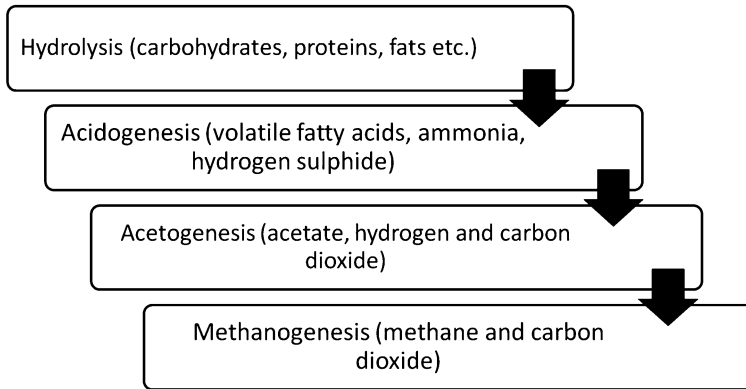 Hydrolysis (carbohydrates, proteins, fats etc.)
Acidogenesis (volatile fatty acids, ammonia,
hydrogen sulphide)
Acetogenesis (acetate, hydrogen and carbon
dioxide)
Methanogenesis (methane and carbon
dioxide)